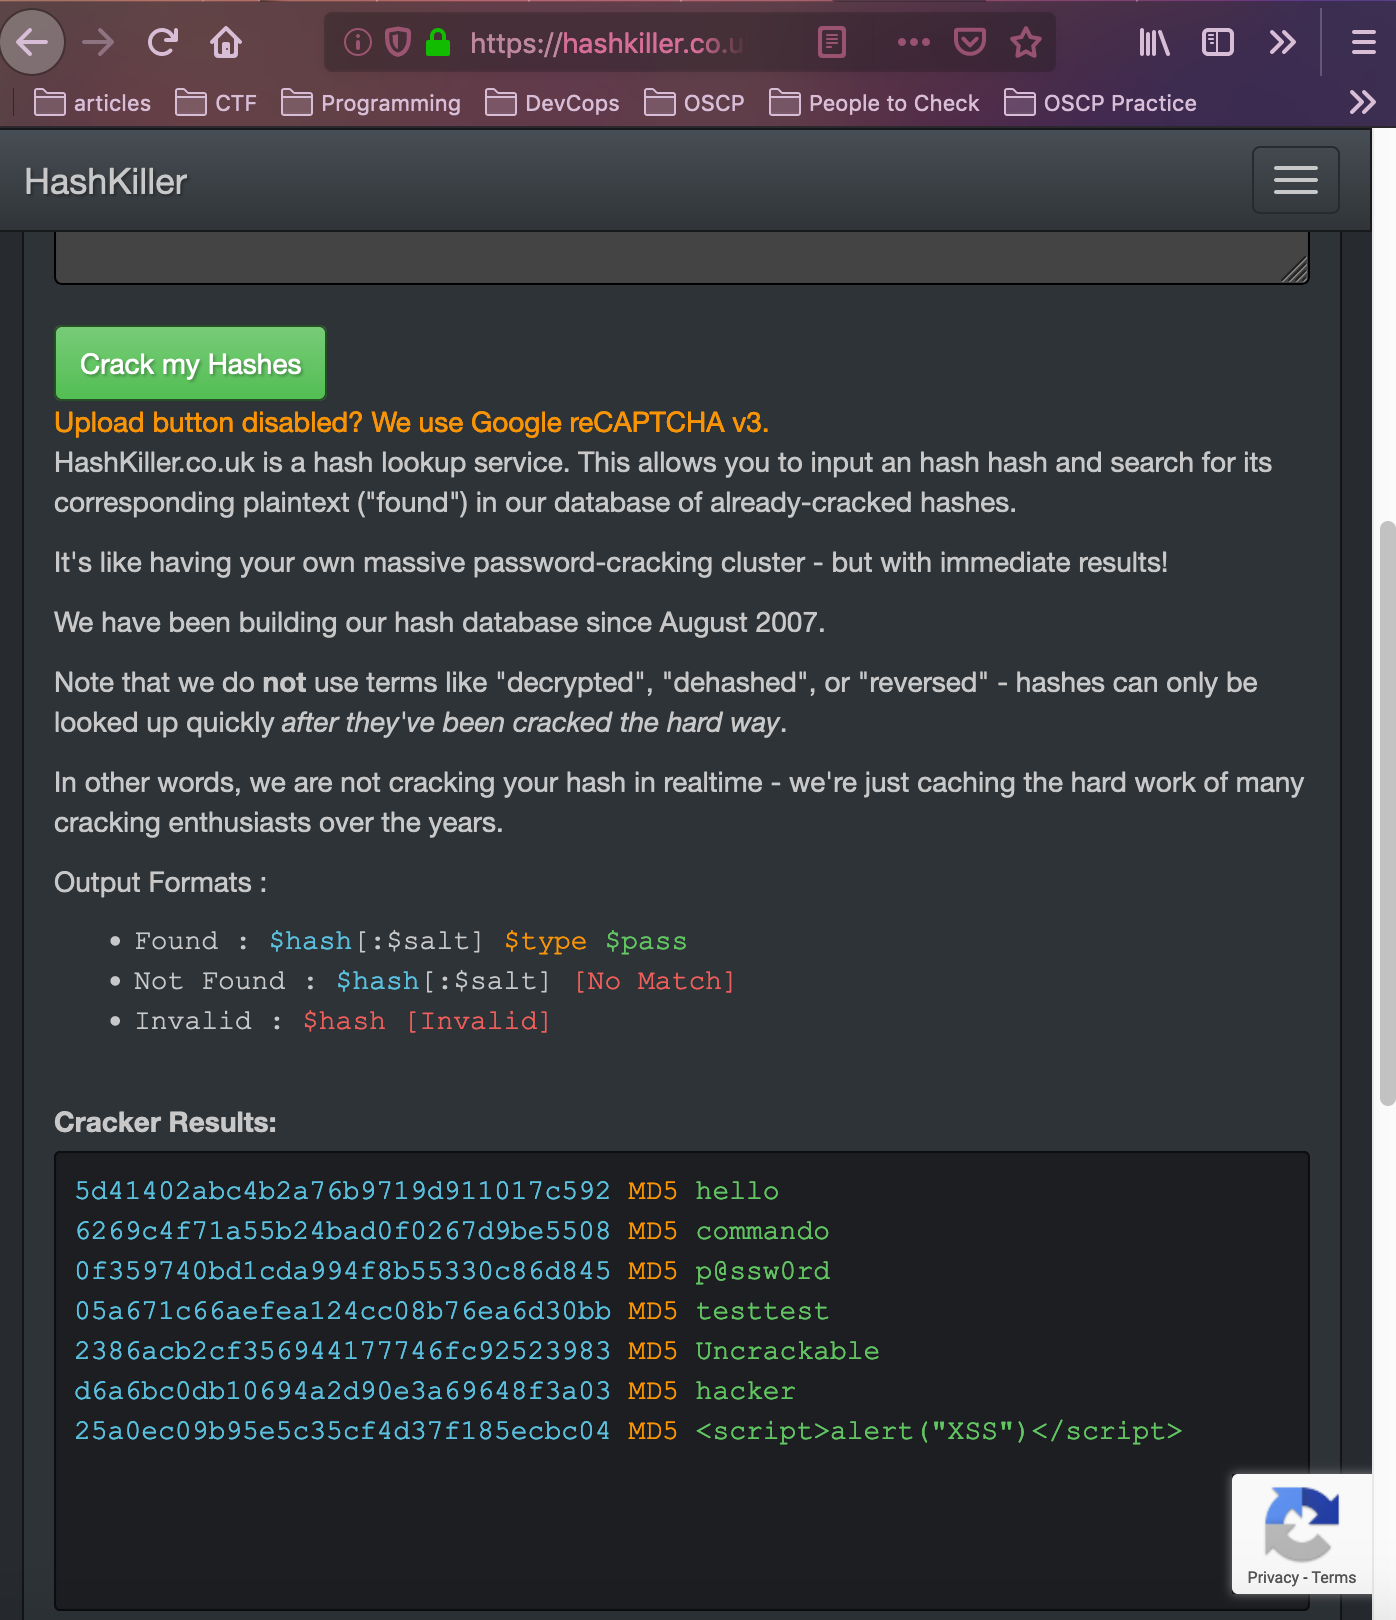 https://hashkiller.co.u
articles
CTF
Programming
DevCops
OSCP
People to Check
OSCP Practice
HashKiller
Crack my Hashes
Upload button disabled? We use Google reCAPTCHA v3.
HashKiller.co.uk is a hash lookup service. This allows you to input an hash hash and search for its
corresponding plaintext ("found") in our database of already-cracked hashes.
It's like having your own massive password-cracking cluster - but with immediate results!
We have been building our hash database since August 2007.
Note that we do not use terms like "decrypted", "dehashed", or "reversed" - hashes can only be
looked up quickly after they've been cracked the hard way.
In other words, we are not cracking your hash in realtime - we're just caching the hard work of many
cracking enthusiasts over the years.
Output Formats :
Found : $hash[:$salt] $type $pass
Not Found : $hash[:$salt] [No Match]
Invalid : $hash [Invalid]
Cracker Results:
5d41402abc4b2a76b9719d911017c592 MD5 hello
6269c4f71a55b24bad0f0267d9be5508 MD5 commando
0f359740bd1cda994f8b55330c86d845 MD5 p@ssw0rd
05a671c66aefea124cc08b76ea6d30bb MD5 testtest
2386acb2cf356944177746fc92523983 MD5 Uncrackable
d6a6bc0db10694a2d90e3a69648f3a03 MD5 hacker
25a0ec09b95e5c35cf4d37f185ecbc04 MD5 <script>alert("XSS")</script>
Privacy - Terms